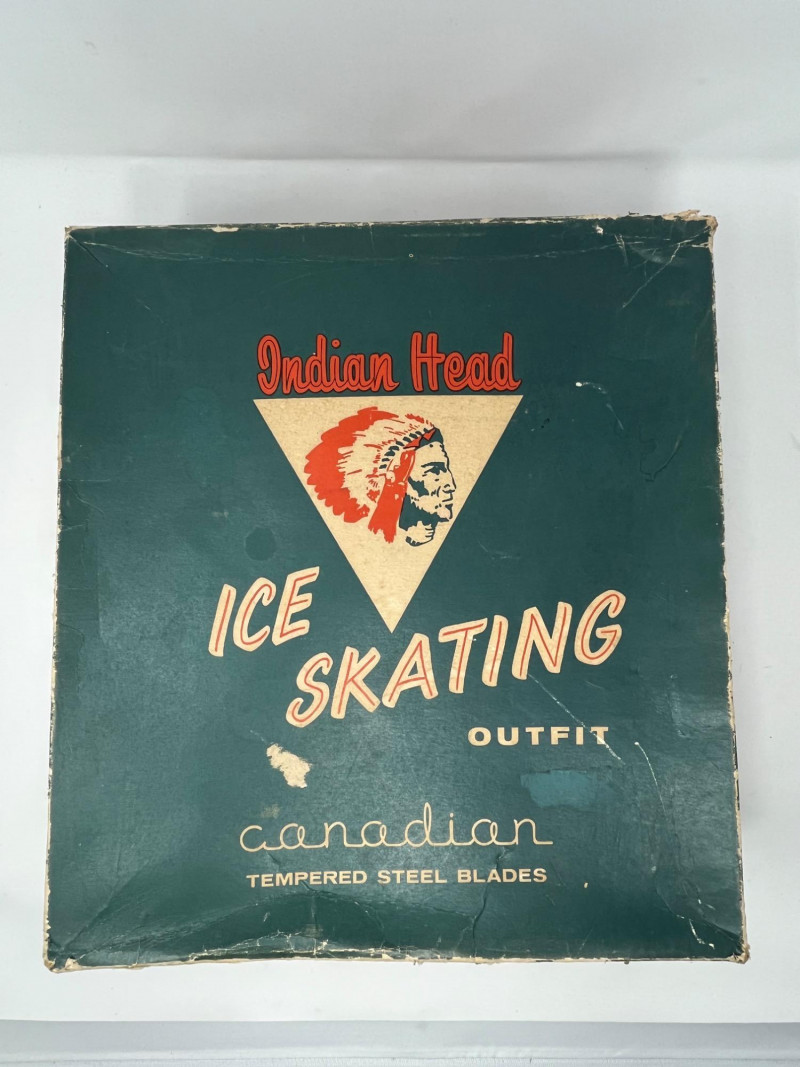 Indian Head
ICE
SKATING
OUTFIT
canadian
TEMPERED STEEL BLADES